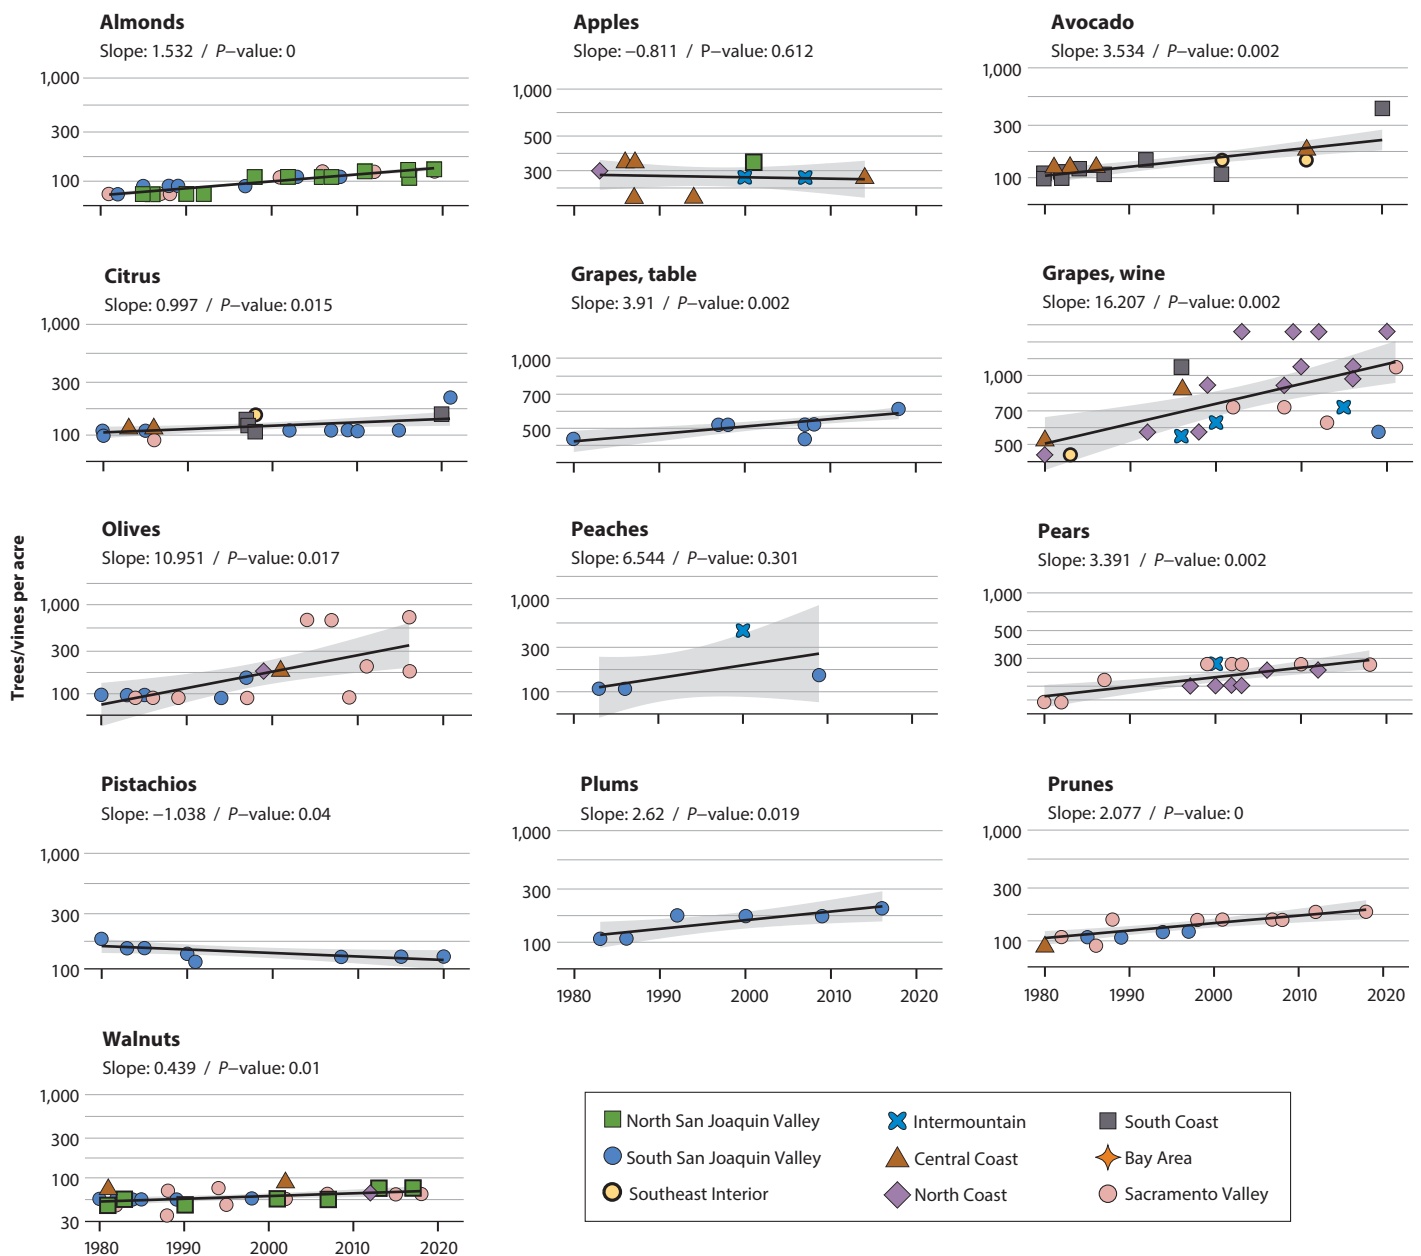 Trees/vines per acre
Almonds
Slope: 1.532 / P−value: 0
1,000
300
100
Apples
Slope: −0.811 / P−value: 0.612
1,000
500
300
Avocado
Slope: 3.534 / P−value: 0.002
1,000
300
100
Citrus
Slope: 0.997 / P−value: 0.015
1,000
300
100
Grapes, table
Slope: 3.91 / P−value: 0.002
1,000
700
500
Grapes, wine
Slope: 16.207 / P−value: 0.002
1,000
700
500
Olives
Slope: 10.951 / P−value: 0.017
1,000
300
100
Peaches
Slope: 6.544 / P−value: 0.301
1,000
300
100
Pears
Slope: 3.391 / P−value: 0.002
1,000
500
300
Pistachios
Slope: −1.038 / P−value: 0.04
1,000
300
100
Plums
Slope: 2.62 / P−value: 0.019
1,000
300
100
1980 1990 2000 2010 2020
Prunes
Slope: 2.077 / P−value: 0
1,000
300
100
1980 1990 2000 2010 2020
Walnuts
Slope: 0.439 / P−value: 0.01
1,000
300
100
30
1980 1990 2000 2010 2020
North San Joaquin Valley
South San Joaquin Valley
Southeast Interior
Intermountain
Central Coast
North Coast
South Coast
Bay Area
Sacramento Valley